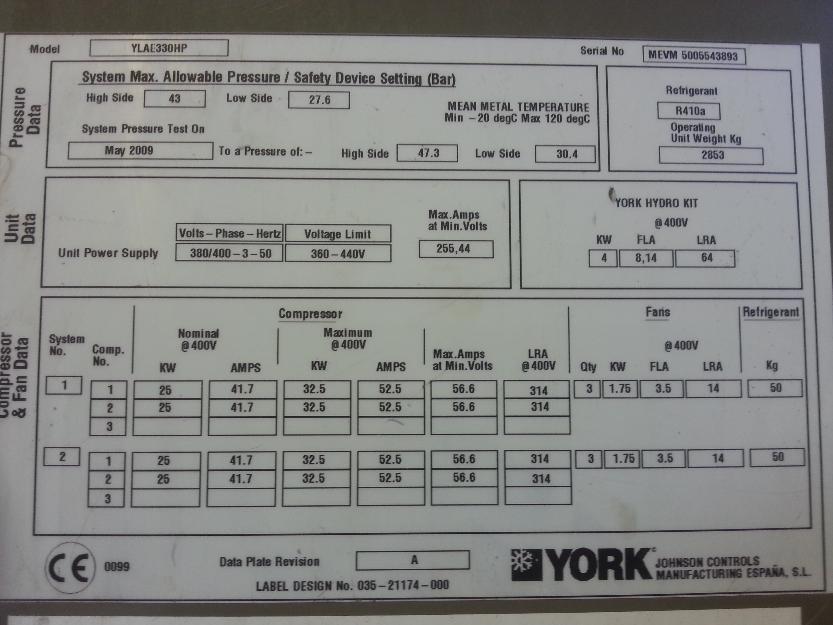 Model YLAE330HP Serial No MEVM 5005543893
Pressure Data
System Max. Allowable Pressure / Safety Device Setting (Bar)
High Side 43 Low Side 27.6
MEAN METAL TEMPERATURE
Min -20 degC Max 120 degC
System Pressure Test On
May 2009 To a Pressure of:- High Side 47.3 Low Side 30.4
Refrigerant
R410a
Operating
Unit Weight Kg
2853
Unit Data
Volts-Phase-Hertz Voltage Limit Max.Amps at Min.Volts
Unit Power Supply 380/400-3-50 360-440V 255,44
YORK HYDRO KIT
@400V
KW FLA LRA
4 8,14 64
Compressor & Fan Data
Compressor Fans Refrigerant
System No. Comp. No. Nominal @400V Maximum @400V Max.Amps at Min.Volts LRA @400V @400V
KW AMPS KW AMPS Qty KW FLA LRA Kg
1 1 25 41.7 32.5 52.5 56.6 314 3 1.75 3.5 14 50
2 25 41.7 32.5 52.5 56.6 314
3
2 1 25 41.7 32.5 52.5 56.6 314 3 1.75 3.5 14 50
2 25 41.7 32.5 52.5 56.6 314
3
CE 0099 Data Plate Revision A
LABEL DESIGN No. 035-21174-000
YORK JOHNSON CONTROLS
MANUFACTURING ESPAÑA, S.L.